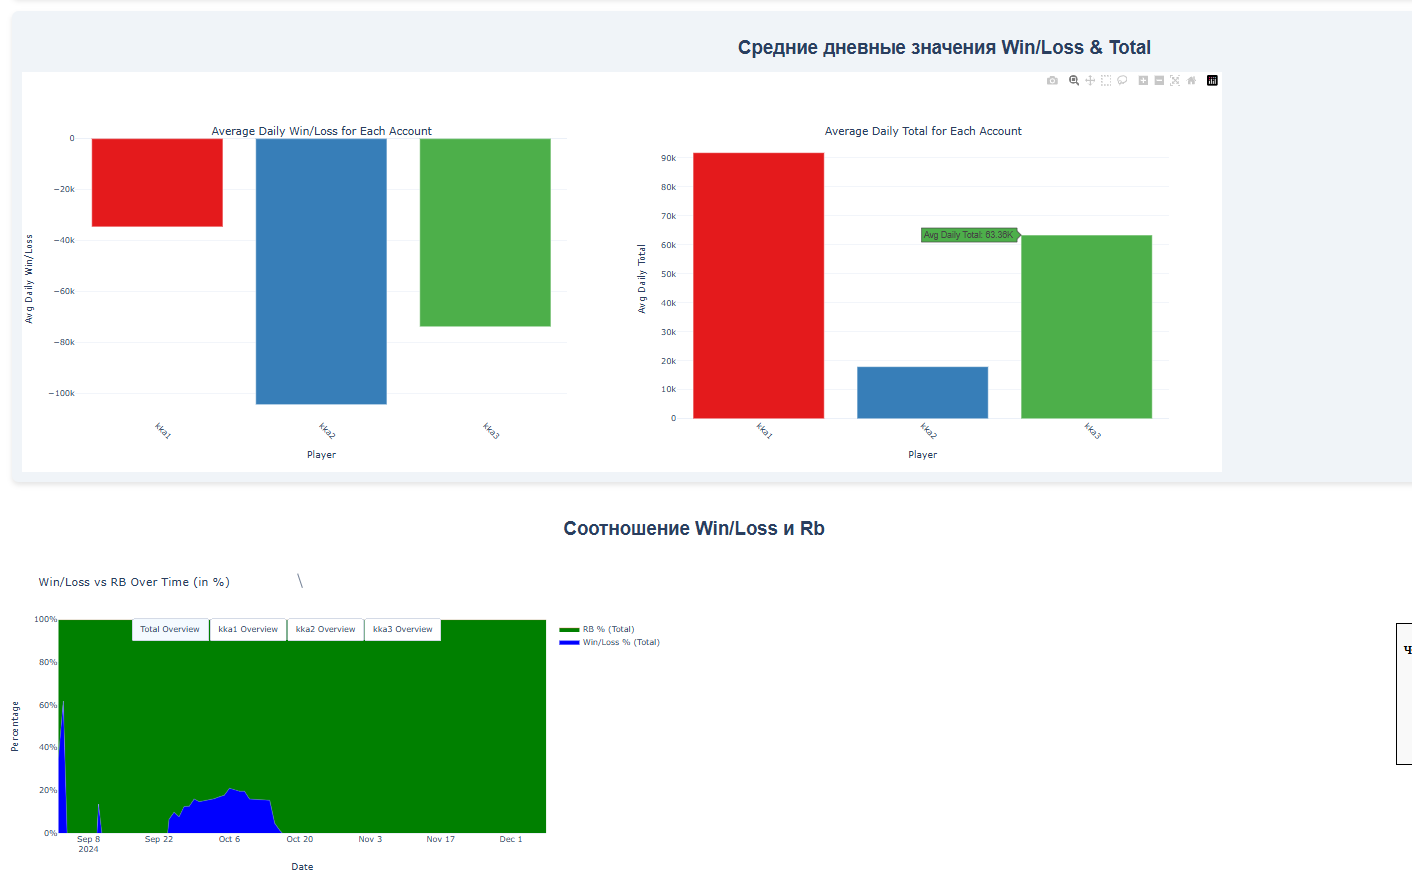 Средние дневные значения Win/Loss & Total
Average Daily Win/Loss for Each Account
0
−20k
−40k
−60k
−80k
−100k
Avg Daily Win/Loss
kka1
kka2
kka3
Player
Average Daily Total for Each Account
90k
80k
70k
60k
50k
40k
30k
20k
10k
0
Avg Daily Total
Avg Daily Total: 63.36K
kka1
kka2
kka3
Player
Соотношение Win/Loss и Rb
Win/Loss vs RB Over Time (in %)
\
Total Overview
kka1 Overview
kka2 Overview
kka3 Overview
RB % (Total)
Win/Loss % (Total)
100%
80%
60%
40%
20%
0%
Percentage
Sep 8
2024
Sep 22
Oct 6
Oct 20
Nov 3
Nov 17
Dec 1
Date